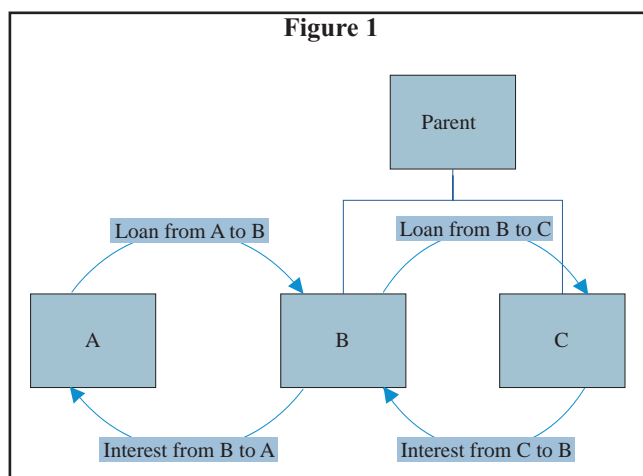 Figure 1
Parent
Loan from A to B
Loan from B to C
A
B
C
Interest from B to A
Interest from C to B